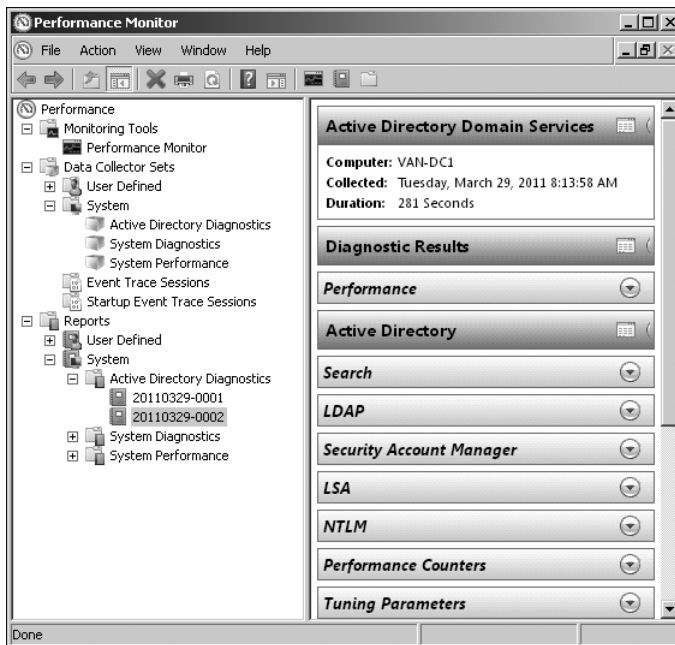 Performance Monitor
File Action View Window Help
Performance
Monitoring Tools
Performance Monitor
Data Collector Sets
User Defined
System
Active Directory Diagnostics
System Diagnostics
System Performance
Event Trace Sessions
Startup Event Trace Sessions
Reports
User Defined
System
Active Directory Diagnostics
20110329-0001
20110329-0002
System Diagnostics
System Performance
Active Directory Domain Services
Computer: VAN-DC1
Collected: Tuesday, March 29, 2011 8:13:58 AM
Duration: 281 Seconds
Diagnostic Results
Performance
Active Directory
Search
LDAP
Security Account Manager
LSA
NTLM
Performance Counters
Tuning Parameters
Done